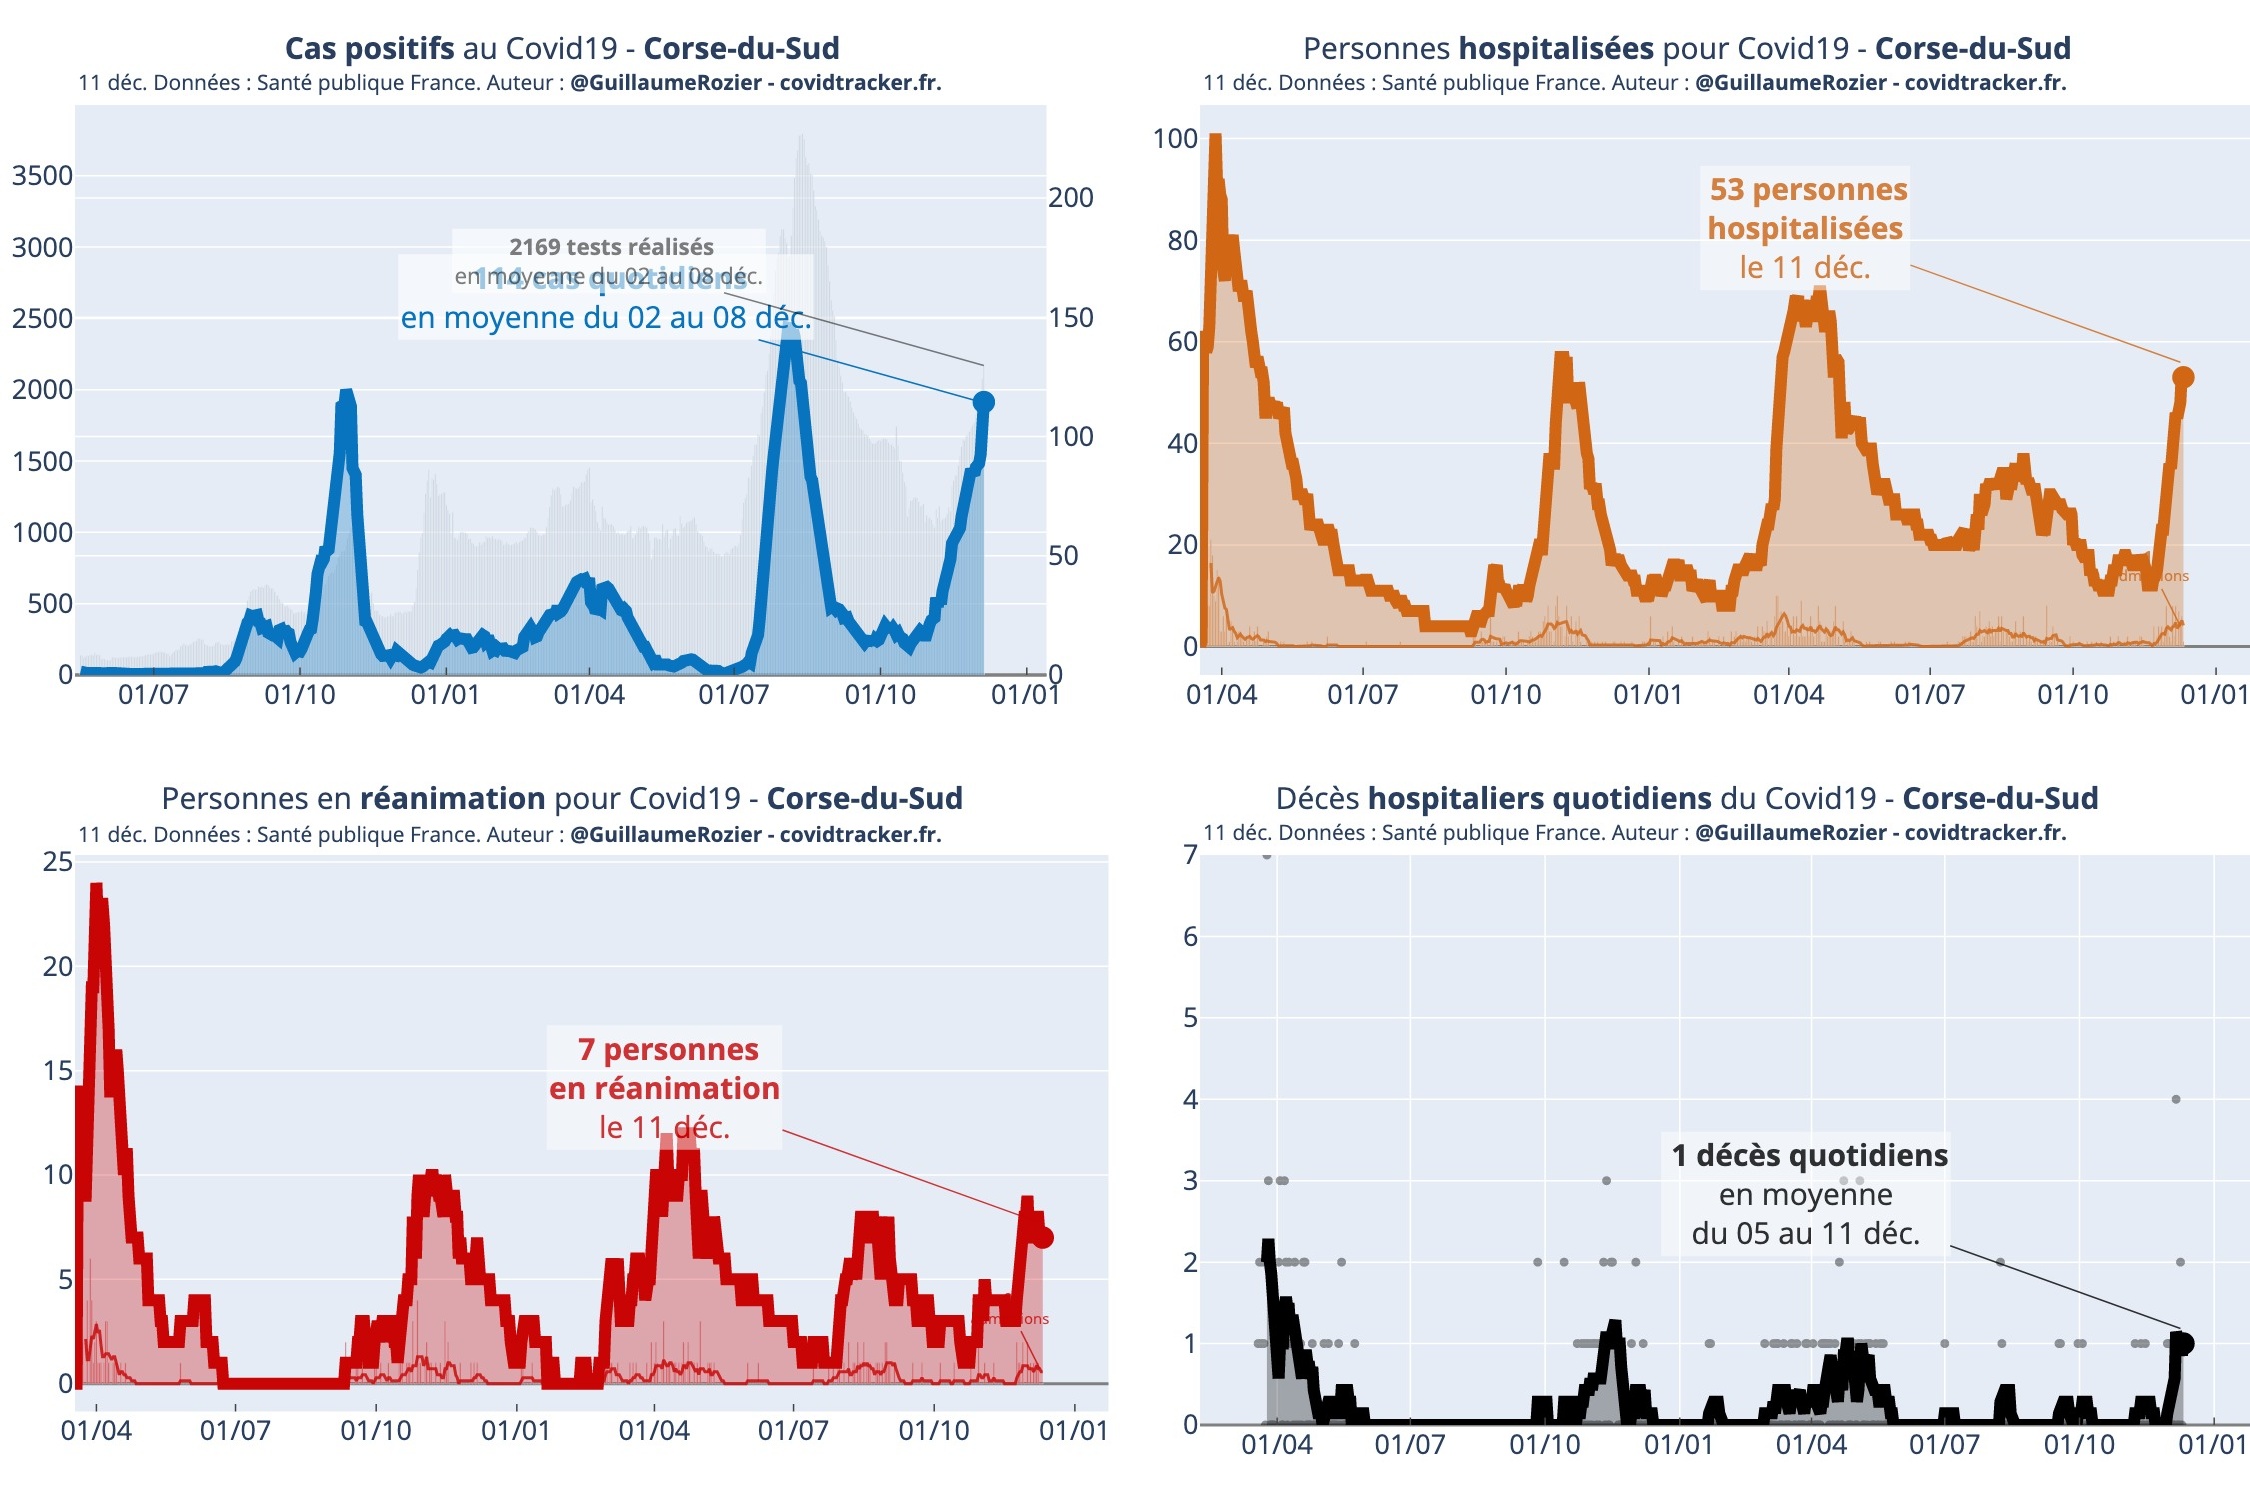 Cas positifs au Covid19 - Corse-du-Sud
11 déc. Données : Santé publique France. Auteur : @GuillaumeRozier - covidtracker.fr.
3500
3000
2500
2000
1500
1000
500
0
200
150
100
50
0
2169 tests réalisés
en moyenne du 02 au 08 déc.
114 cas quotidiens
en moyenne du 02 au 08 déc.
01/07 01/10 01/01 01/04 01/07 01/10 01/01
Personnes hospitalisées pour Covid19 - Corse-du-Sud
11 déc. Données : Santé publique France. Auteur : @GuillaumeRozier - covidtracker.fr.
100
80
60
40
20
0
53 personnes
hospitalisées
le 11 déc.
admissions
01/04 01/07 01/10 01/01 01/04 01/07 01/10 01/01
Personnes en réanimation pour Covid19 - Corse-du-Sud
11 déc. Données : Santé publique France. Auteur : @GuillaumeRozier - covidtracker.fr.
25
20
15
10
5
0
7 personnes
en réanimation
le 11 déc.
admissions
01/04 01/07 01/10 01/01 01/04 01/07 01/10 01/01
Décès hospitaliers quotidiens du Covid19 - Corse-du-Sud
11 déc. Données : Santé publique France. Auteur : @GuillaumeRozier - covidtracker.fr.
7
6
5
4
3
2
1
0
1 décès quotidiens
en moyenne
du 05 au 11 déc.
01/04 01/07 01/10 01/01 01/04 01/07 01/10 01/01